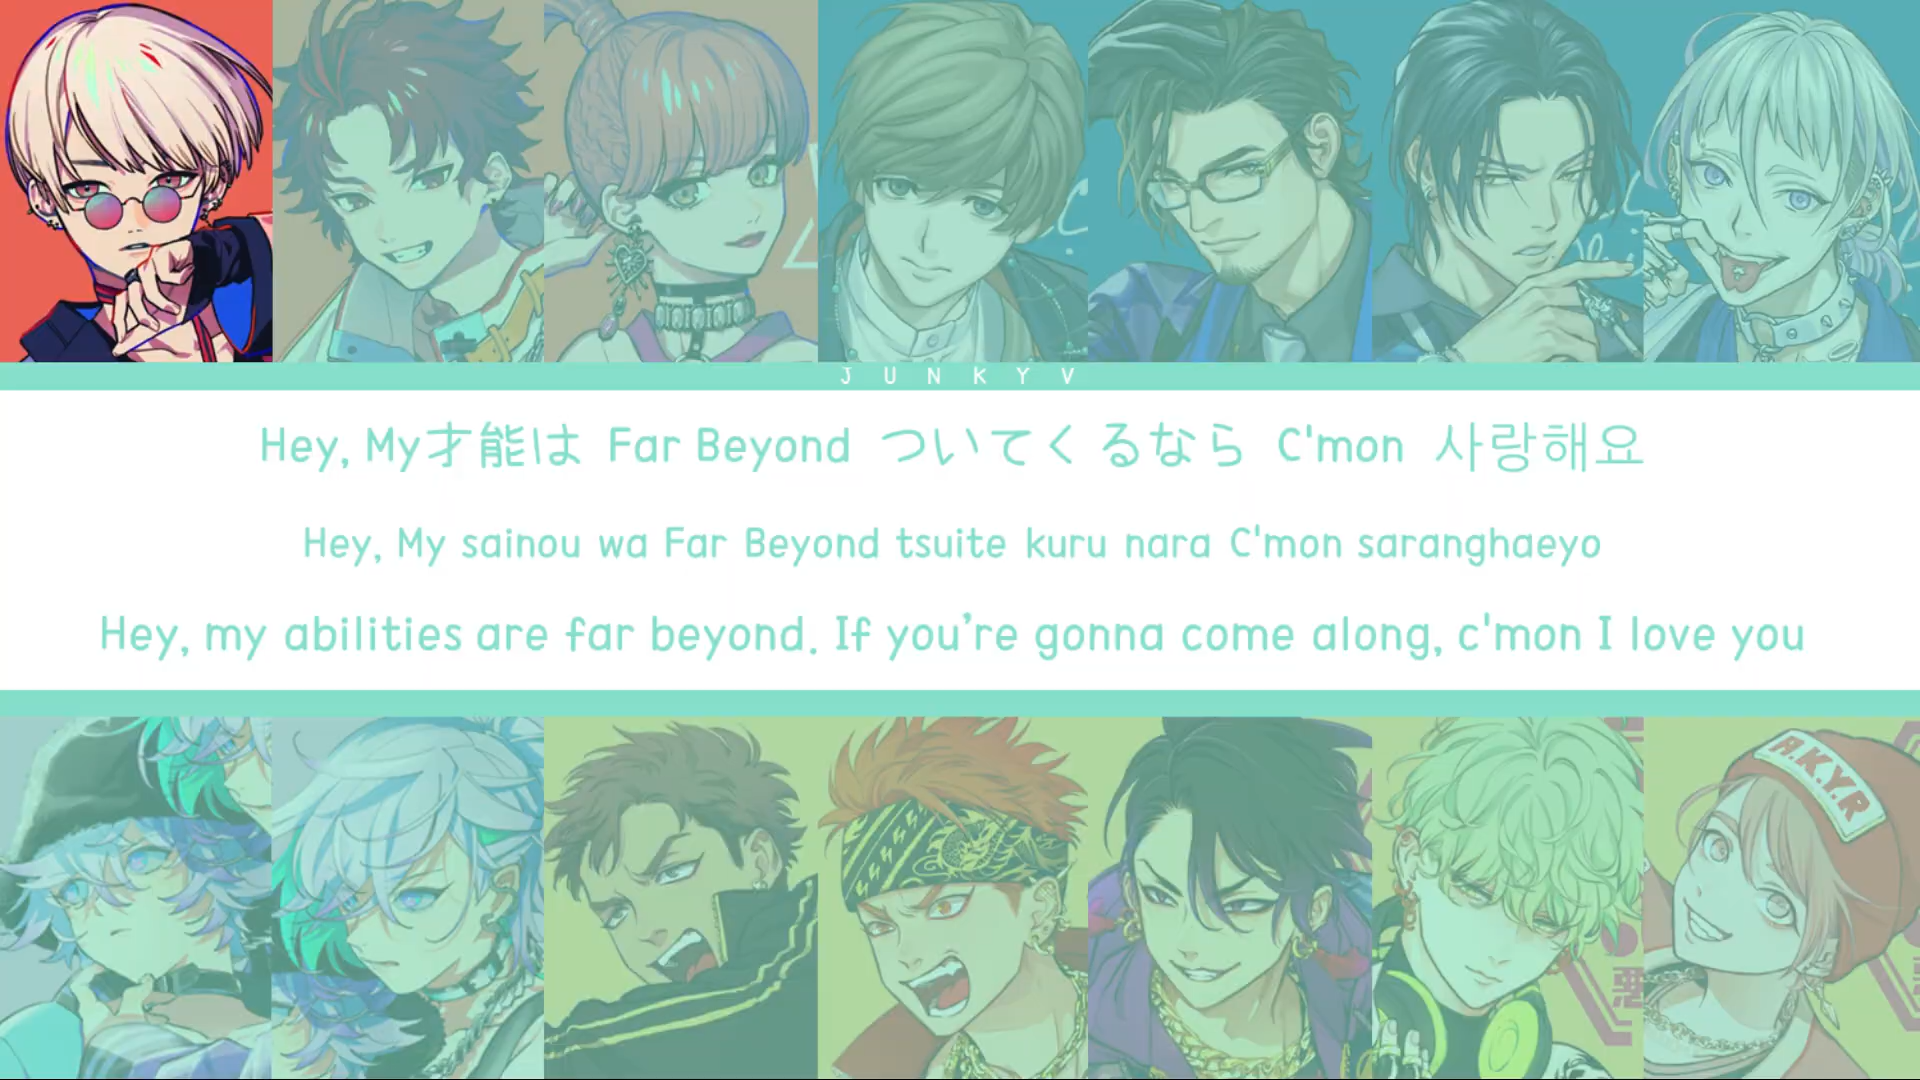 JUNKYV
Hey, My才能は Far Beyond ついてくるなら C'mon 사랑해요
Hey, My sainou wa Far Beyond tsuite kuru nara C'mon saranghaeyo
Hey, my abilities are far beyond. If you’re gonna come along, c'mon I love you
A.K.Y.R
悪